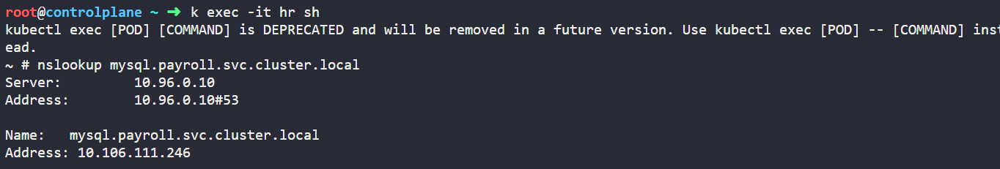 root@controlplane ~ ➜ k exec -it hr sh
kubectl exec [POD] [COMMAND] is DEPRECATED and will be removed in a future version. Use kubectl exec [POD] -- [COMMAND] inst
ead.
~ # nslookup mysql.payroll.svc.cluster.local
Server:         10.96.0.10
Address:        10.96.0.10#53

Name:   mysql.payroll.svc.cluster.local
Address: 10.106.111.246